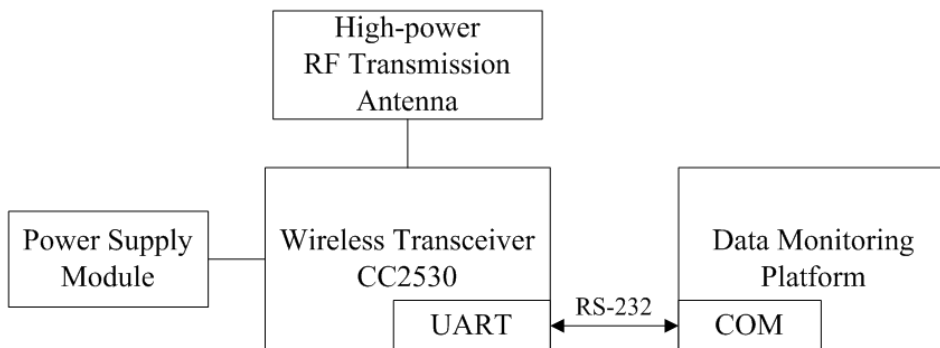 High-power
RF Transmission
Antenna
Power Supply
Module
Wireless Transceiver
CC2530
UART
RS-232
Data Monitoring
Platform
COM